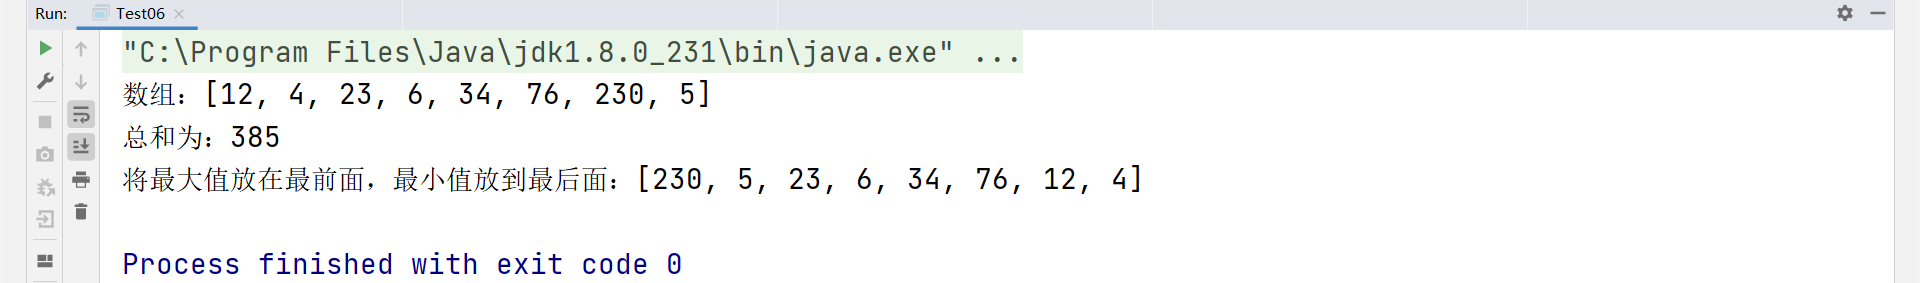 Run: Test06
"C:\Program Files\Java\jdk1.8.0_231\bin\java.exe" ...
数组：[12, 4, 23, 6, 34, 76, 230, 5]
总和为：385
将最大值放在最前面，最小值放到最后面：[230, 5, 23, 6, 34, 76, 12, 4]
Process finished with exit code 0